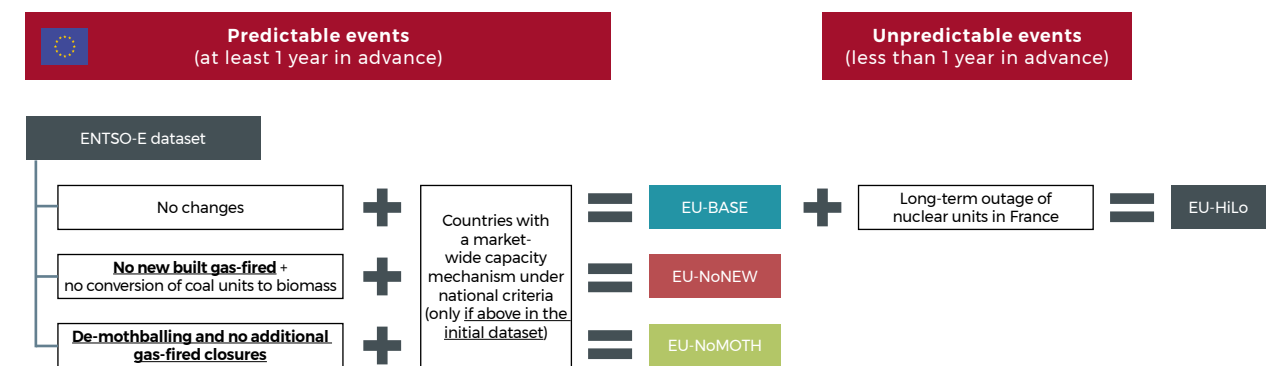 Predictable events
(at least 1 year in advance)
Unpredictable events
(less than 1 year in advance)
ENTSO-E dataset
No changes
Countries with
a market-
wide capacity
mechanism under
national criteria
(only if above in the
initial dataset)
EU-BASE
Long-term outage of
nuclear units in France
EU-HiLo
No new built gas-fired +
no conversion of coal units to biomass
EU-NoNEW
De-mothballing and no additional
gas-fired closures
EU-NoMOTH